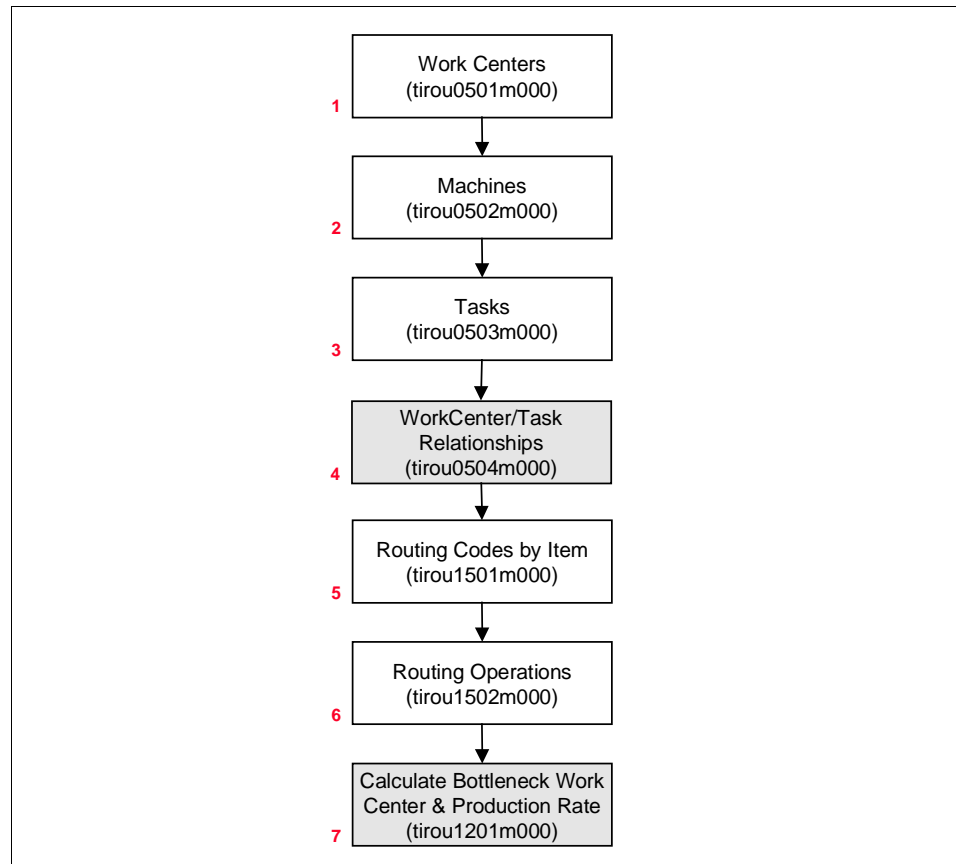 Work Centers
(tirou0501m000)
1
Machines
(tirou0502m000)
2
Tasks
(tirou0503m000)
3
WorkCenter/Task
Relationships
(tirou0504m000)
4
Routing Codes by Item
(tirou1501m000)
5
Routing Operations
(tirou1502m000)
6
Calculate Bottleneck Work
Center & Production Rate
(tirou1201m000)
7